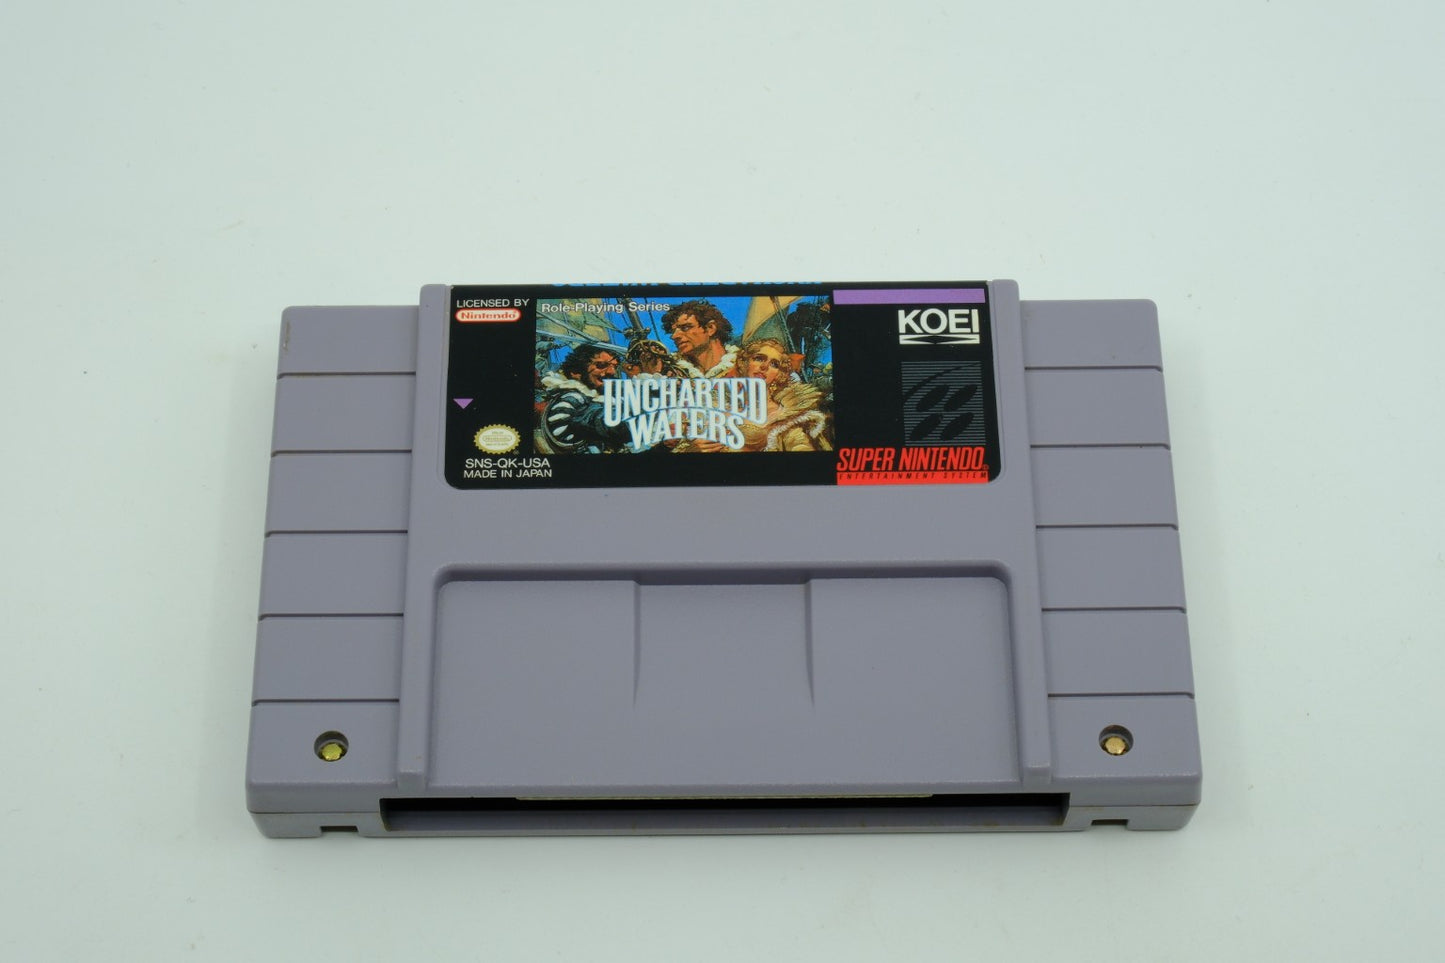 LICENSED BY
Nintendo
Role-Playing Series
UNCHARTED
WATERS
KOEI
SNS-QK-USA
MADE IN JAPAN
SUPER NINTENDO
ENTERTAINMENT SYSTEM